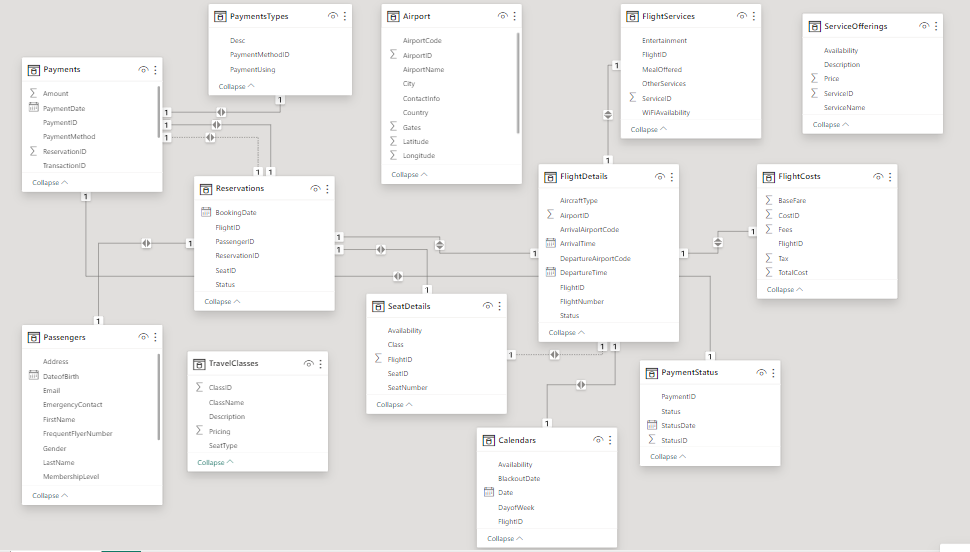 PaymentsTypes
Desc
PaymentMethodID
PaymentUsing
Collapse
Airport
AirportCode
AirportID
AirportName
City
ContactInfo
Country
Gates
Latitude
Longitude
Collapse
FlightServices
Entertainment
FlightID
MealOffered
OtherServices
ServiceID
WiFiAvailability
Collapse
ServiceOfferings
Availability
Description
Price
ServiceID
ServiceName
Collapse
Payments
Amount
PaymentDate
PaymentID
PaymentMethod
ReservationID
TransactionID
Collapse
1
1
1
1
1
1
1
1
1
Reservations
BookingDate
FlightID
PassengerID
ReservationID
SeatID
Status
Collapse
1
1
1
1
1
1
1
FlightDetails
AircraftType
AirportID
ArrivalAirportCode
ArrivalTime
DepartureAirportCode
DepartureTime
FlightID
FlightNumber
Status
Collapse
1
1
FlightCosts
BaseFare
CostID
Fees
FlightID
Tax
TotalCost
Collapse
Passengers
Address
DateofBirth
Email
EmergencyContact
FirstName
FrequentFlyerNumber
Gender
LastName
MembershipLevel
Collapse
TravelClasses
ClassID
ClassName
Description
Pricing
SeatType
Collapse
SeatDetails
Availability
Class
FlightID
SeatID
SeatNumber
Collapse
1
1
1
1
1
Calendars
Availability
BlackoutDate
Date
DayofWeek
FlightID
Collapse
PaymentStatus
PaymentID
Status
StatusDate
StatusID
Collapse